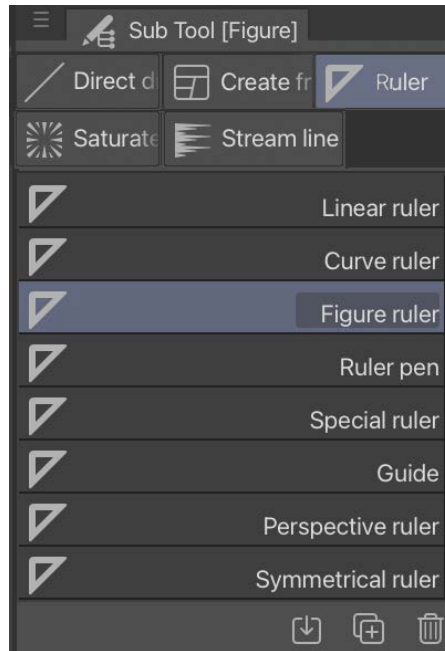 Sub Tool [Figure]
Direct d
Create fr
Ruler
Saturate
Stream line
Linear ruler
Curve ruler
Figure ruler
Ruler pen
Special ruler
Guide
Perspective ruler
Symmetrical ruler